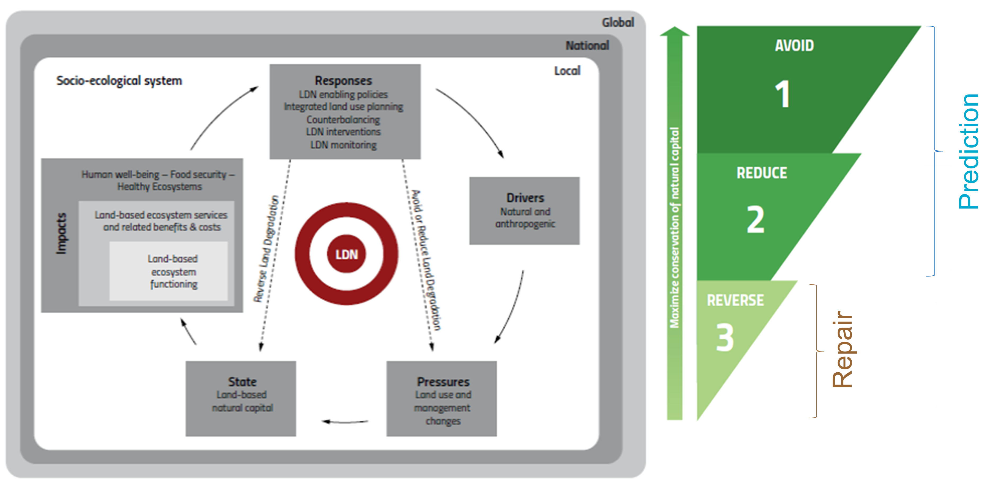 Global
National
Local
Socio-ecological system
Responses
LDN enabling policies
Integrated land use planning
Counterbalancing
LDN interventions
LDN monitoring
Drivers
Natural and
anthropogenic
Pressures
Land use and
management
changes
State
Land-based
natural capital
Impacts
Human well-being – Food security –
Healthy Ecosystems
Land-based ecosystem services
and related benefits & costs
Land-based
ecosystem
functioning
Reverse Land Degradation
LDN
Avoid or Reduce Land Degradation
Maximize conservation of natural capital
AVOID
1
REDUCE
2
REVERSE
3
Prediction
Repair